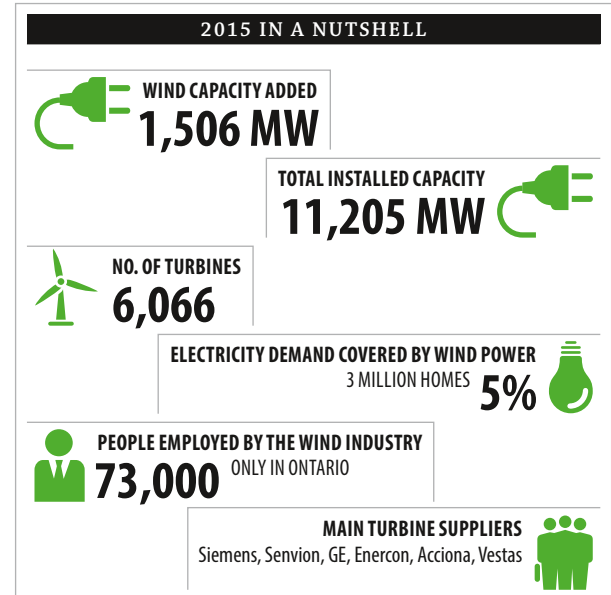 2015 IN A NUTSHELL
WIND CAPACITY ADDED
1,506 MW
TOTAL INSTALLED CAPACITY
11,205 MW
NO. OF TURBINES
6,066
ELECTRICITY DEMAND COVERED BY WIND POWER
3 MILLION HOMES 5%
PEOPLE EMPLOYED BY THE WIND INDUSTRY
73,000 ONLY IN ONTARIO
MAIN TURBINE SUPPLIERS
Siemens, Senvion, GE, Enercon, Acciona, Vestas